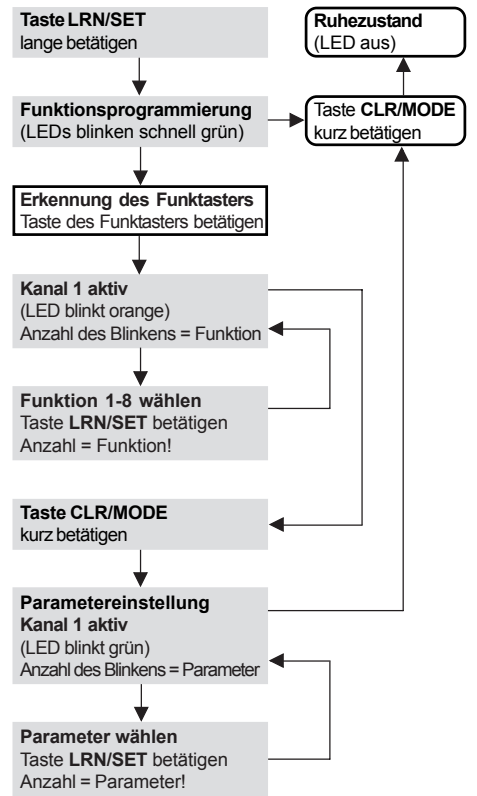 Taste LRN/SET
lange betätigen
Ruhezustand
(LED aus)
Funktionsprogrammierung
(LEDs blinken schnell grün)
Taste CLR/MODE
kurz betätigen
Erkennung des Funktasters
Taste des Funktasters betätigen
Kanal 1 aktiv
(LED blinkt orange)
Anzahl des Blinkens = Funktion
Funktion 1-8 wählen
Taste LRN/SET betätigen
Anzahl = Funktion!
Taste CLR/MODE
kurz betätigen
Parametereinstellung
Kanal 1 aktiv
(LED blinkt grün)
Anzahl des Blinkens = Parameter
Parameter wählen
Taste LRN/SET betätigen
Anzahl = Parameter!